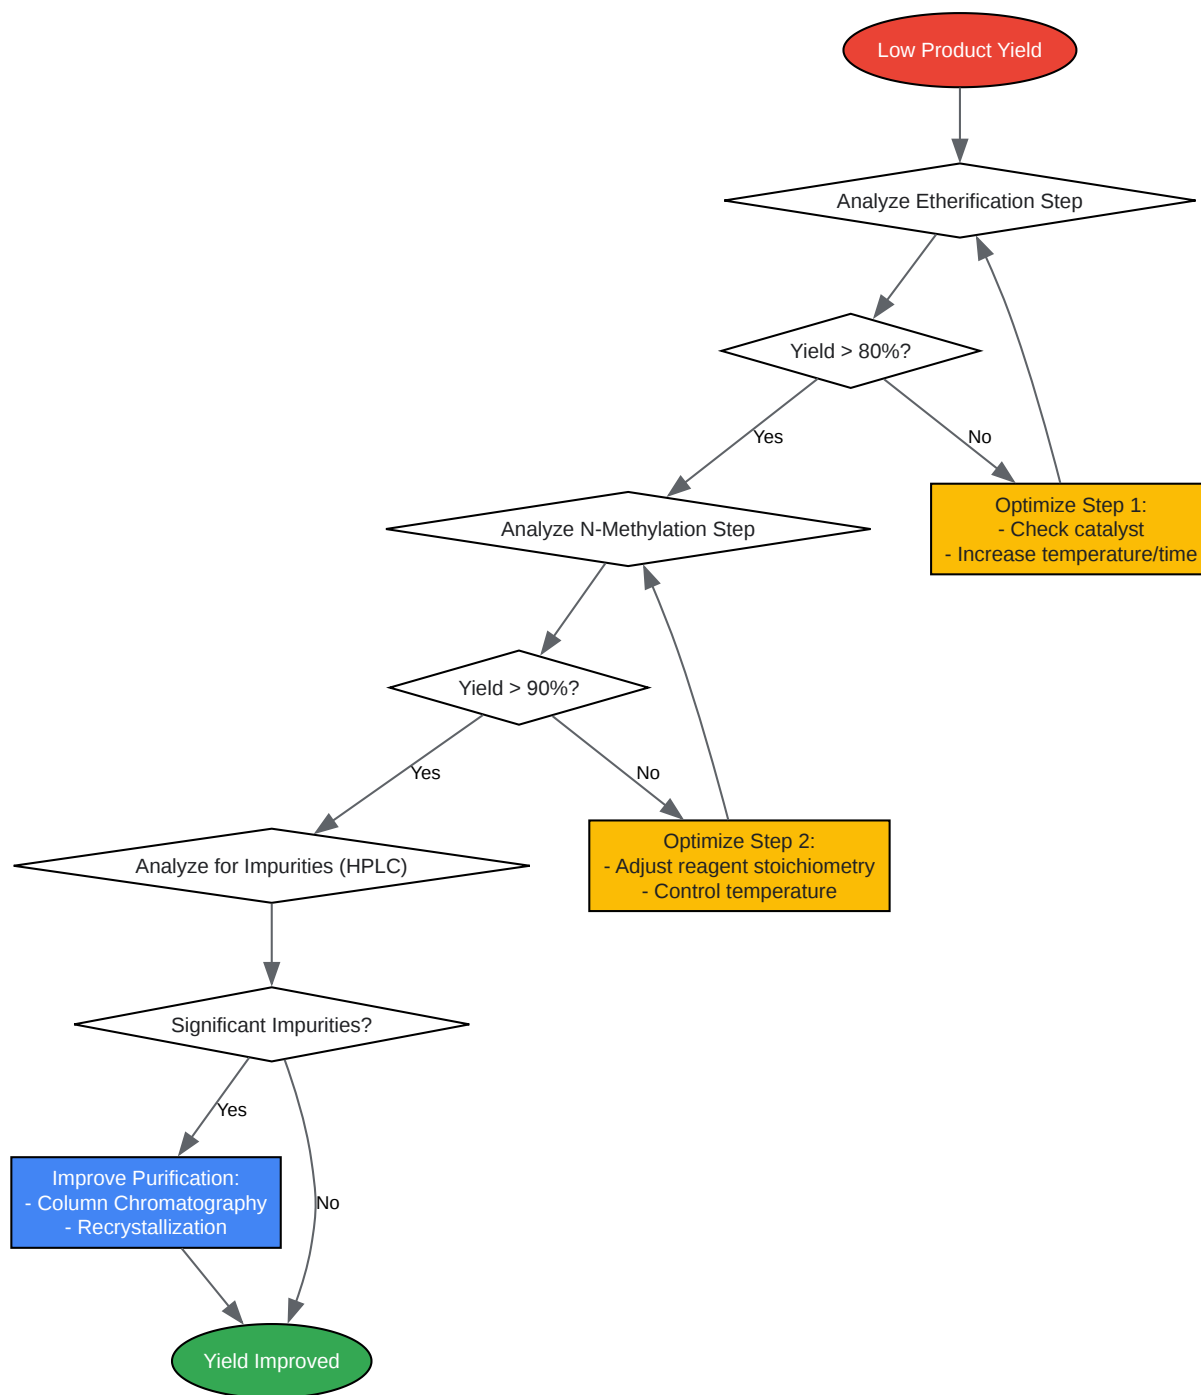 Low Product Yield
Analyze Etherification Step
Yield > 80%?
Yes
No
Optimize Step 1:
- Check catalyst
- Increase temperature/time
Analyze N-Methylation Step
Yield > 90%?
Yes
No
Optimize Step 2:
- Adjust reagent stoichiometry
- Control temperature
Analyze for Impurities (HPLC)
Significant Impurities?
Yes
No
Improve Purification:
- Column Chromatography
- Recrystallization
Yield Improved